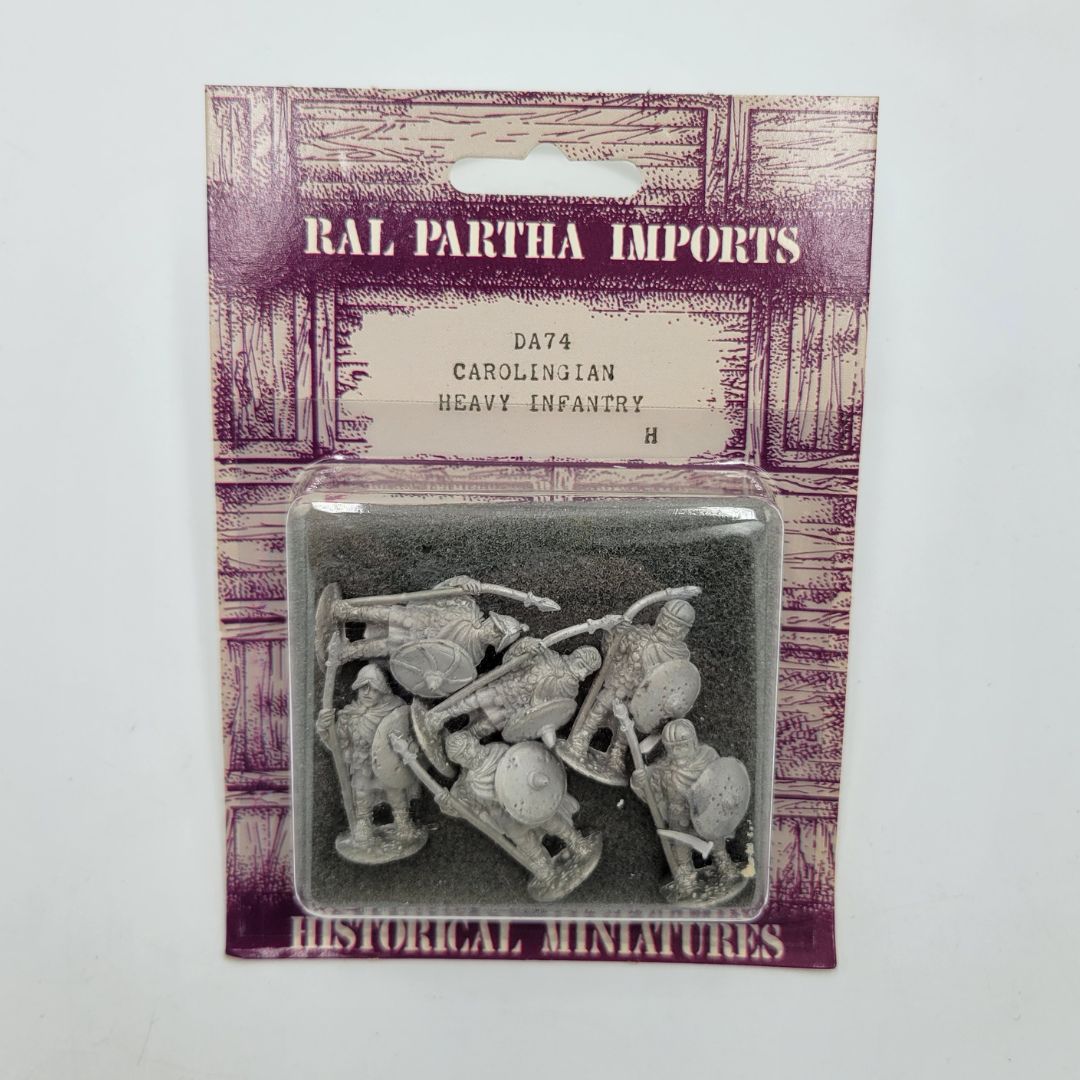 RAL PARTHA IMPORTS
DA74
CAROLINGIAN
HEAVY INFANTRY
H
HISTORICAL MINIATURES